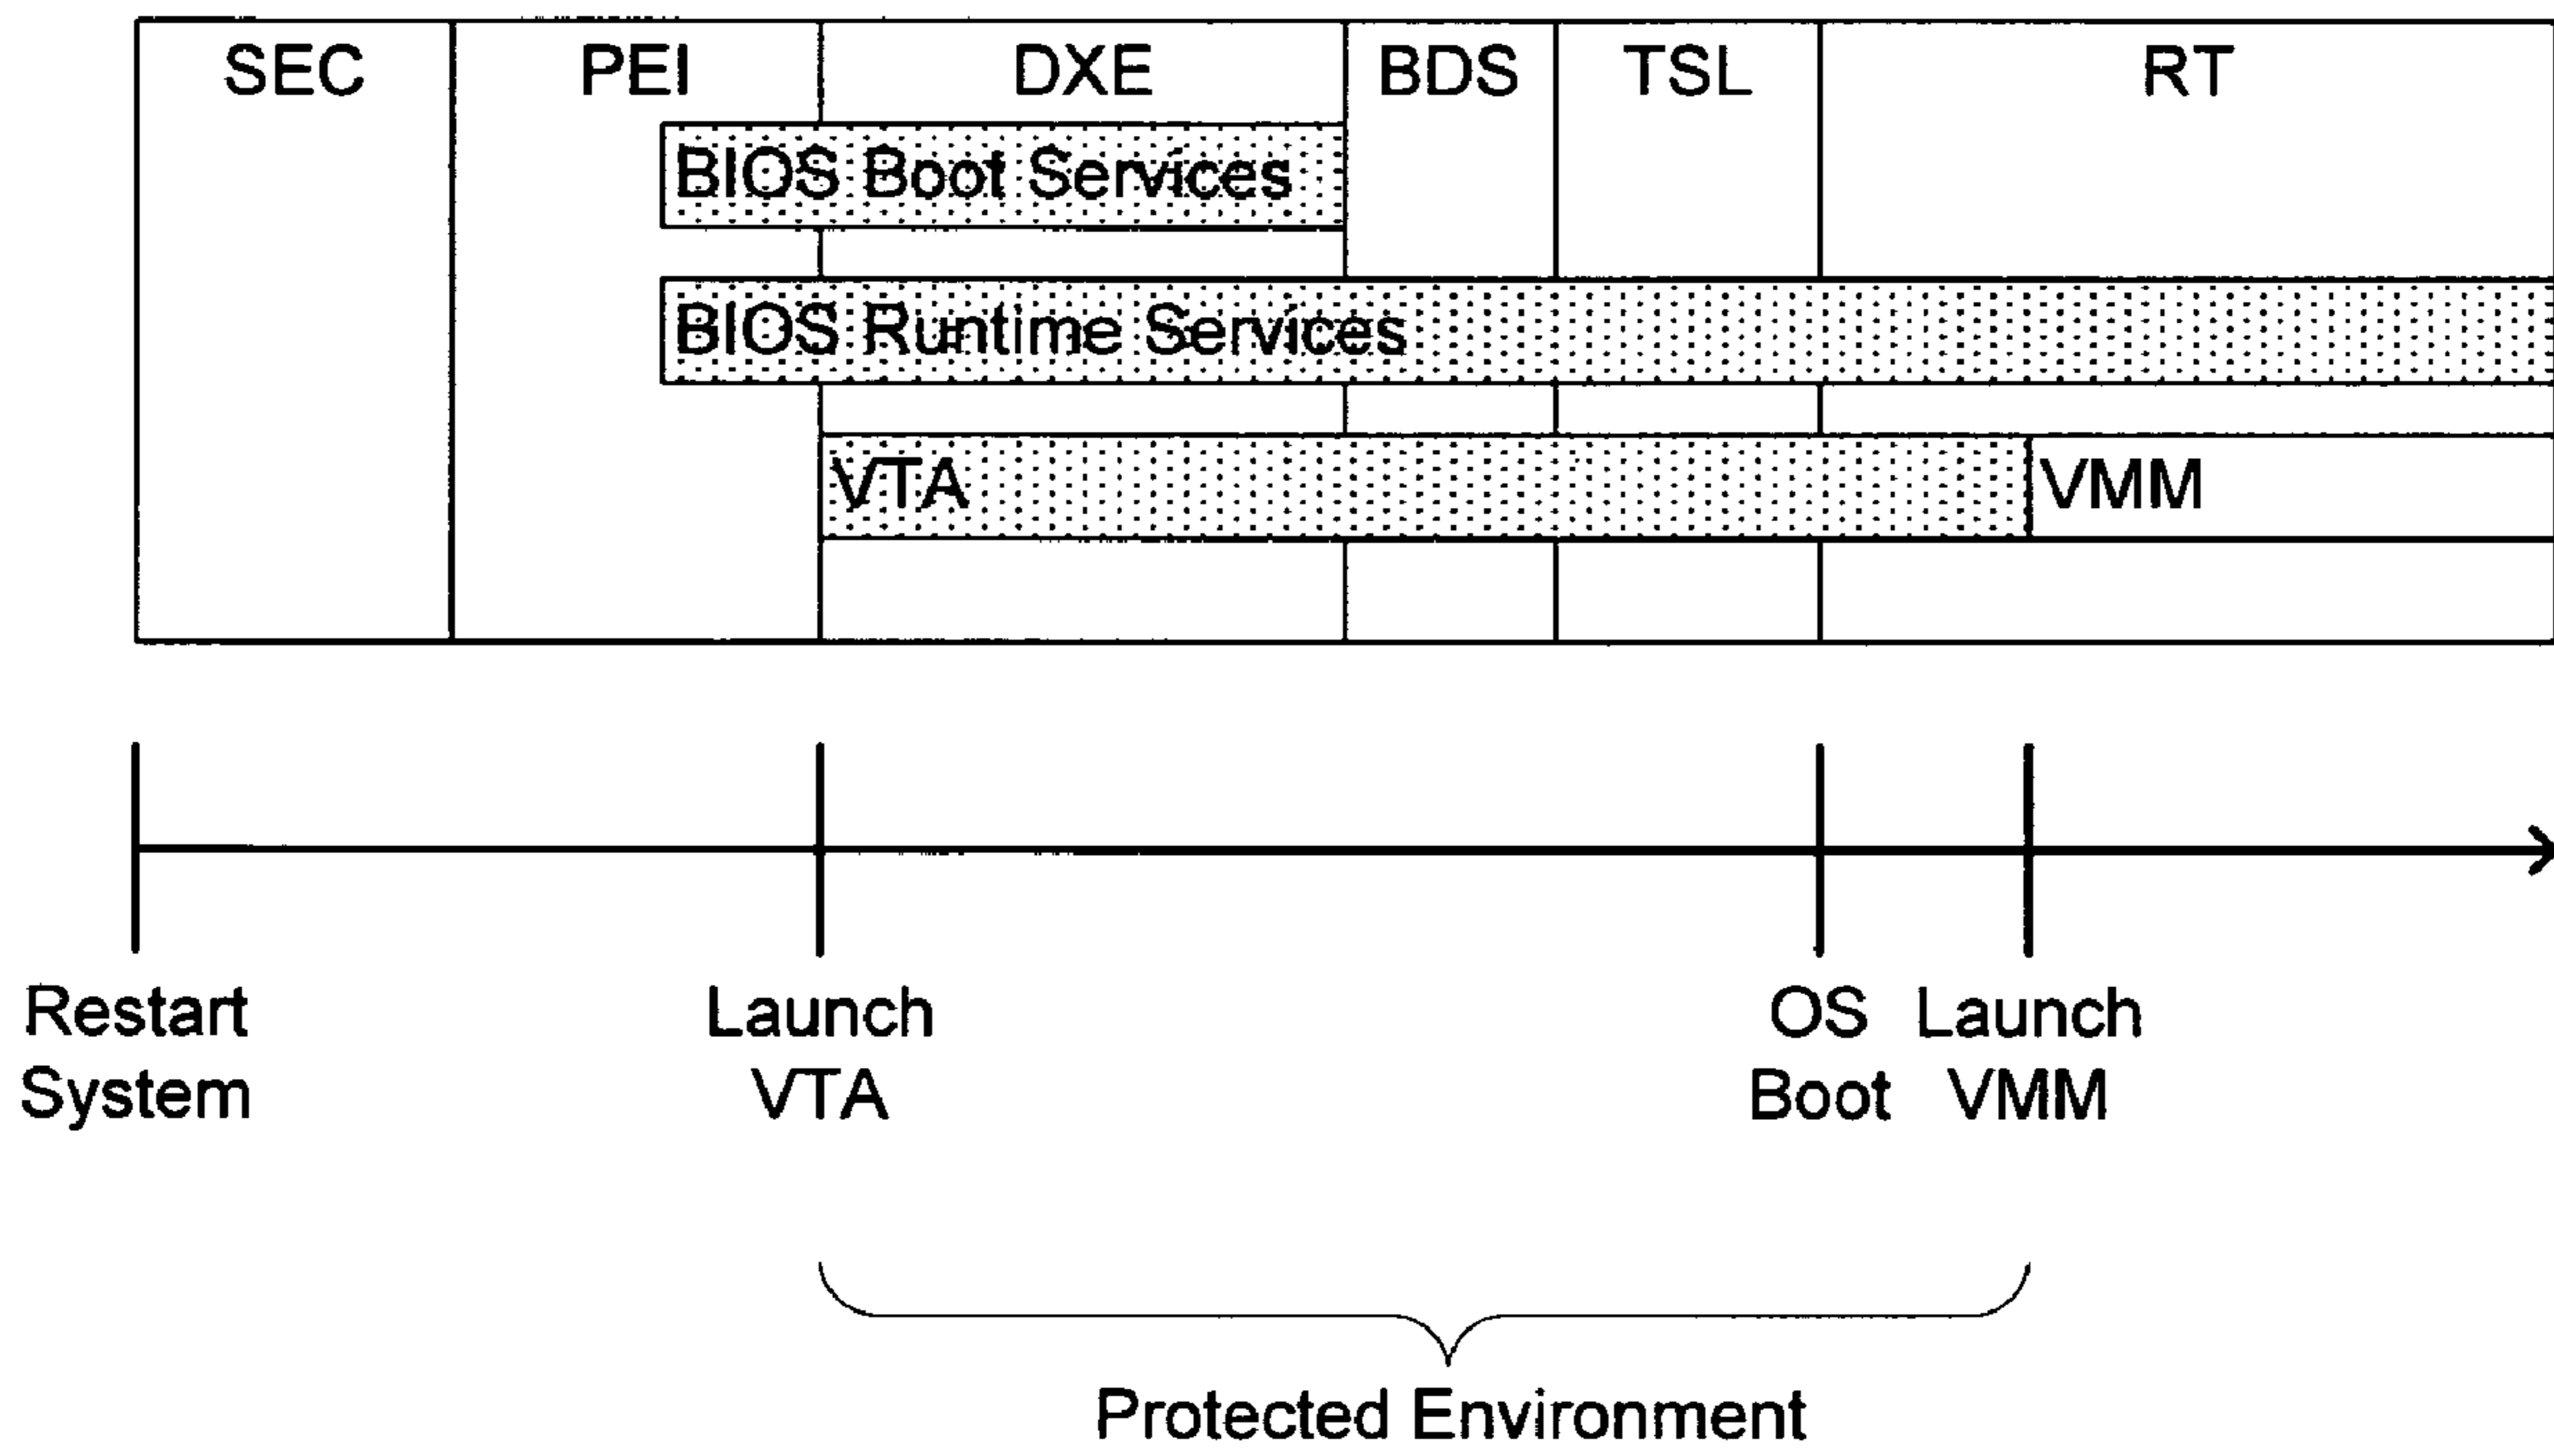 SEC PEI DXE BDS TSL RT
BIOS Boot Services
BIOS Runtime Services
VTA VMM
Restart System
Launch VTA
OS Boot
Launch VMM
Protected Environment